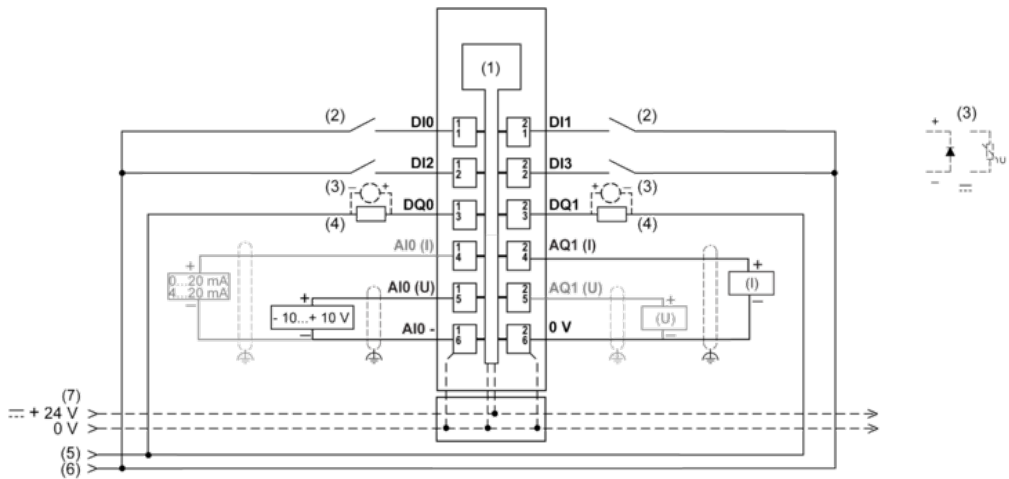 (1)
(2) DI0 1 1 2 1 DI1 (2)
+ (3)
DI2 1 2 2 2 DI3
−
(3) − + + − (3)
DQ0 1 3 2 3 DQ1
(4) (4)
AI0 (I) 1 4 2 4 AQ1 (I)
+ +
0...20 mA
4...20 mA
(I)
− −
AI0 (U) 1 5 2 5 AQ1 (U)
+ +
- 10...+ 10 V
(U)
− −
AI0 - 1 6 2 6 0 V
(7)
+ 24 V
0 V
(5)
(6)